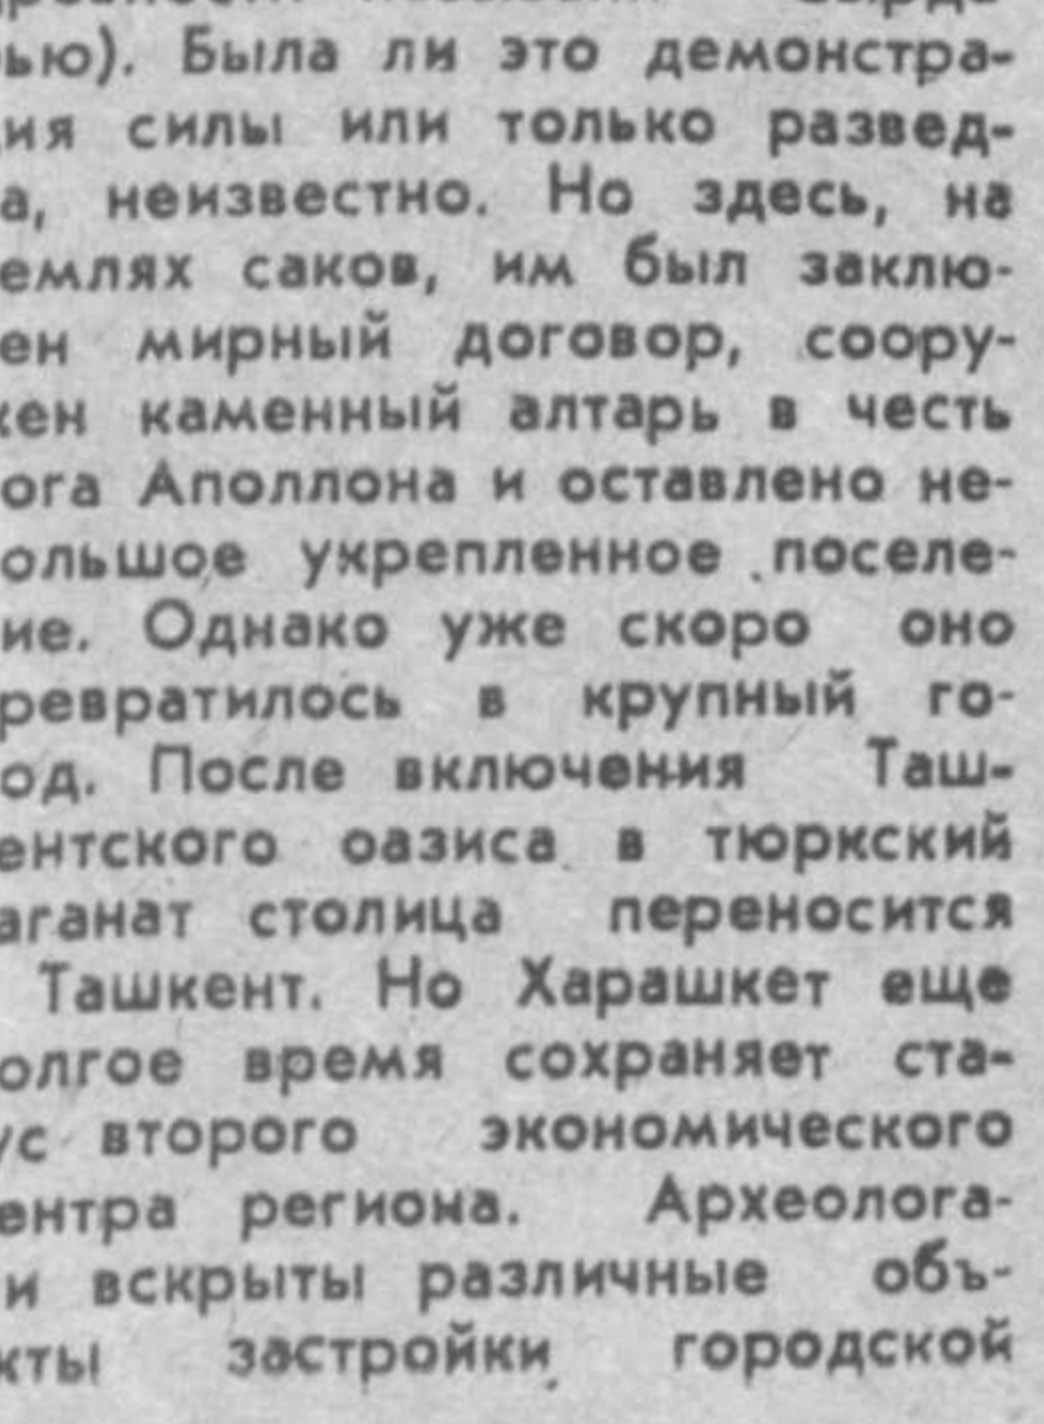 ью). Была ли это демонстра-
ия силы или только развед-
а, неизвестно. Но здесь, на
емлях саков, им был заклю-
ен мирный договор, соору-
жен каменный алтарь в честь
ога Аполлона и оставлено не-
ольшое укрепленное поселе-
ие. Однако уже скоро оно
ревратилось в крупный го-
од. После включения Таш-
ентского оазиса в тюркский
аганат столица переносится
Ташкент. Но Харашкет еще
олгое время сохраняет ста-
ус второго экономического
ентра региона. Археолога-
и вскрыты различные объ-
кты застройки городской